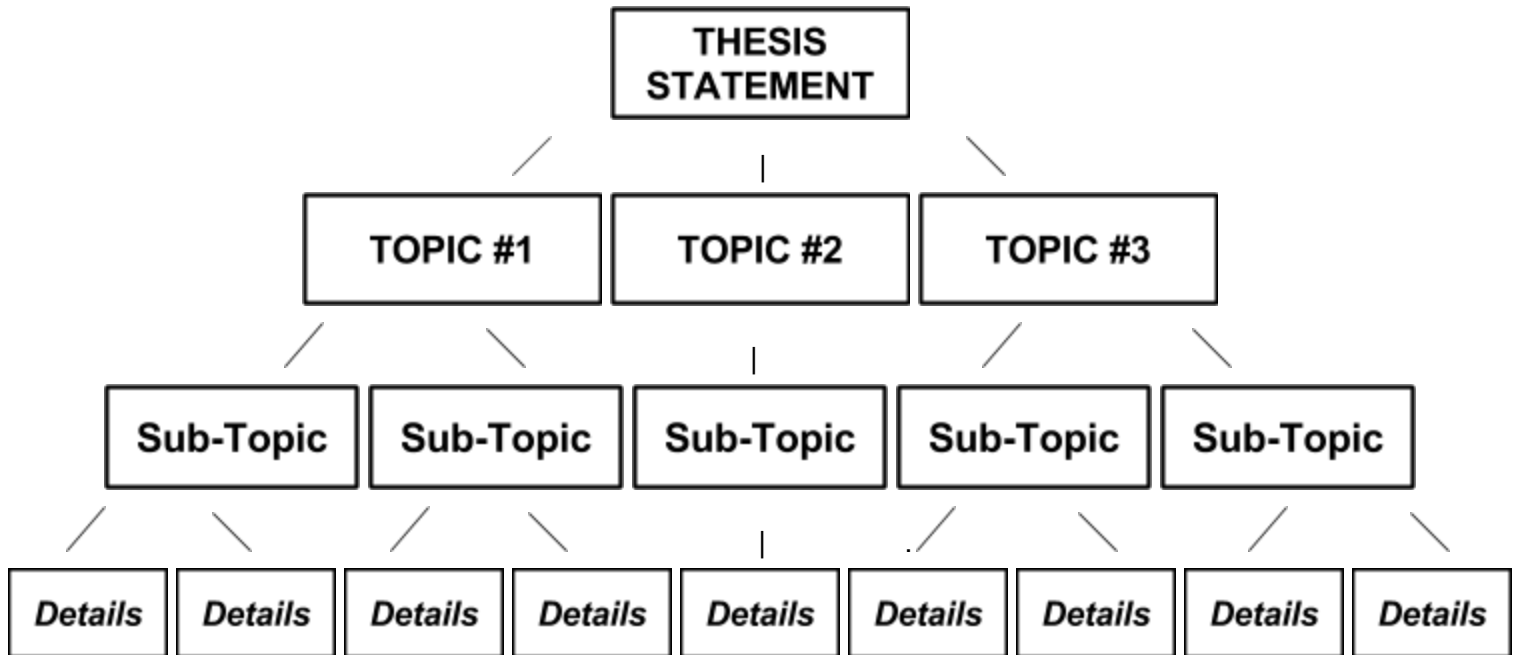 THESIS
STATEMENT
TOPIC #1
TOPIC #2
TOPIC #3
Sub-Topic
Sub-Topic
Sub-Topic
Sub-Topic
Sub-Topic
Details
Details
Details
Details
Details
Details
Details
Details
Details